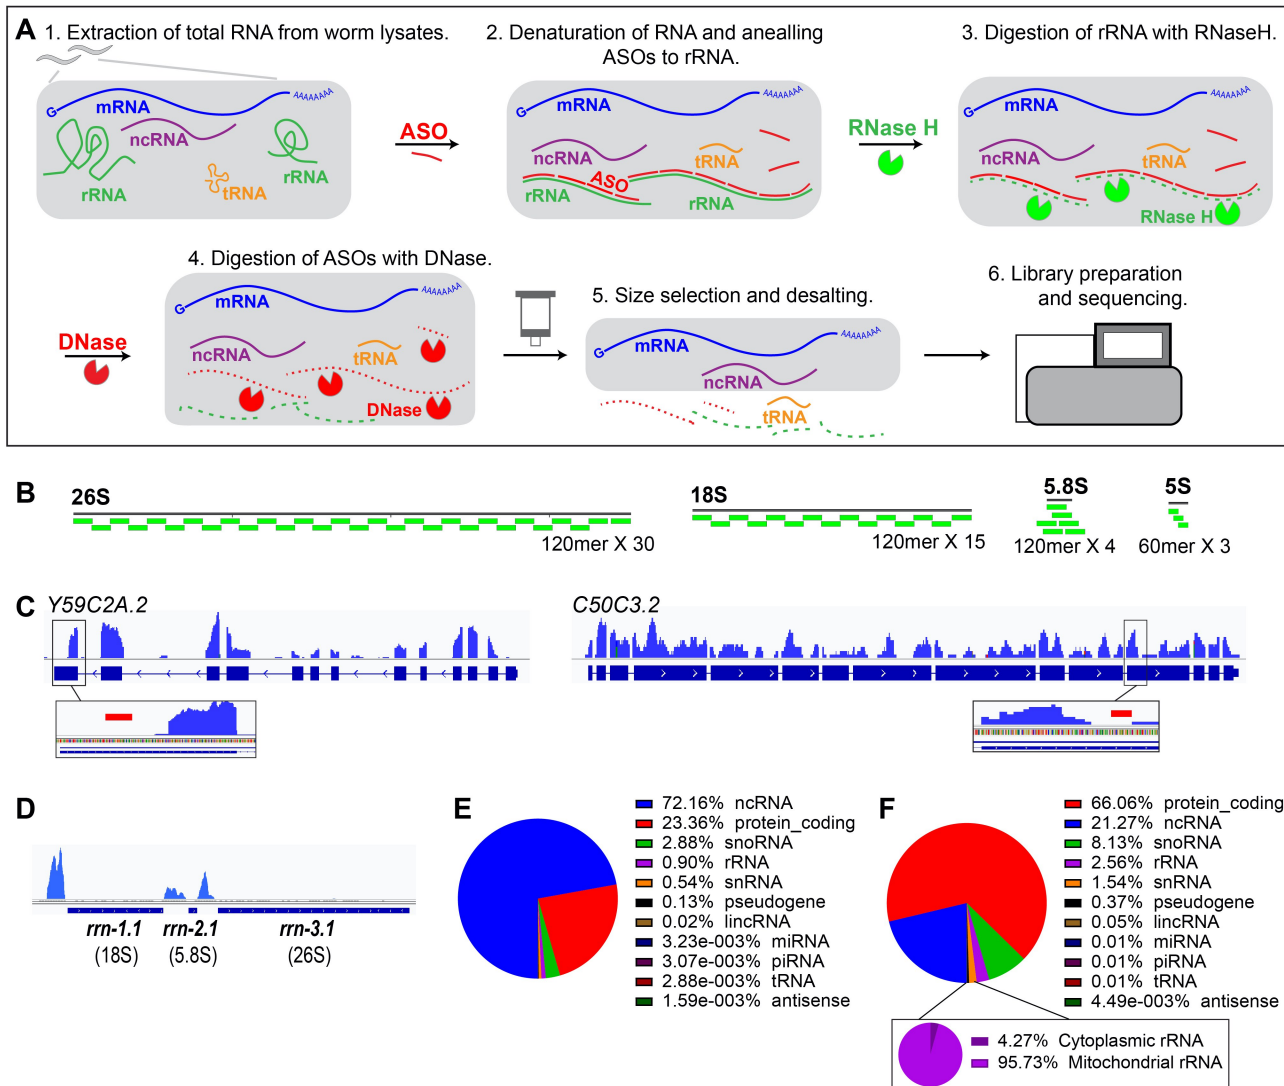 A
1. Extraction of total RNA from worm lysates.
2. Denaturation of RNA and anealling
ASOs to rRNA.
3. Digestion of rRNA with RNaseH.
G
mRNA
AAAAAAAA
ncRNA
rRNA
tRNA
rRNA
ASO
G
mRNA
AAAAAAAA
ncRNA
tRNA
ASO
rRNA
rRNA
RNase H
G
mRNA
AAAAAAAA
ncRNA
tRNA
RNase H
4. Digestion of ASOs with DNase.
DNase
G
mRNA
AAAAAAAA
ncRNA
tRNA
DNase
5. Size selection and desalting.
G
mRNA
AAAAAAAA
ncRNA
tRNA
6. Library preparation
and sequencing.
B
26S
120mer X 30
18S
120mer X 15
5.8S
120mer X 4
5S
60mer X 3
C
Y59C2A.2
C50C3.2
D
rrn-1.1
(18S)
rrn-2.1
(5.8S)
rrn-3.1
(26S)
E
72.16% ncRNA
23.36% protein_coding
2.88% snoRNA
0.90% rRNA
0.54% snRNA
0.13% pseudogene
0.02% lincRNA
3.23e-003% miRNA
3.07e-003% piRNA
2.88e-003% tRNA
1.59e-003% antisense
F
66.06% protein_coding
21.27% ncRNA
8.13% snoRNA
2.56% rRNA
1.54% snRNA
0.37% pseudogene
0.05% lincRNA
0.01% miRNA
0.01% piRNA
0.01% tRNA
4.49e-003% antisense
4.27% Cytoplasmic rRNA
95.73% Mitochondrial rRNA